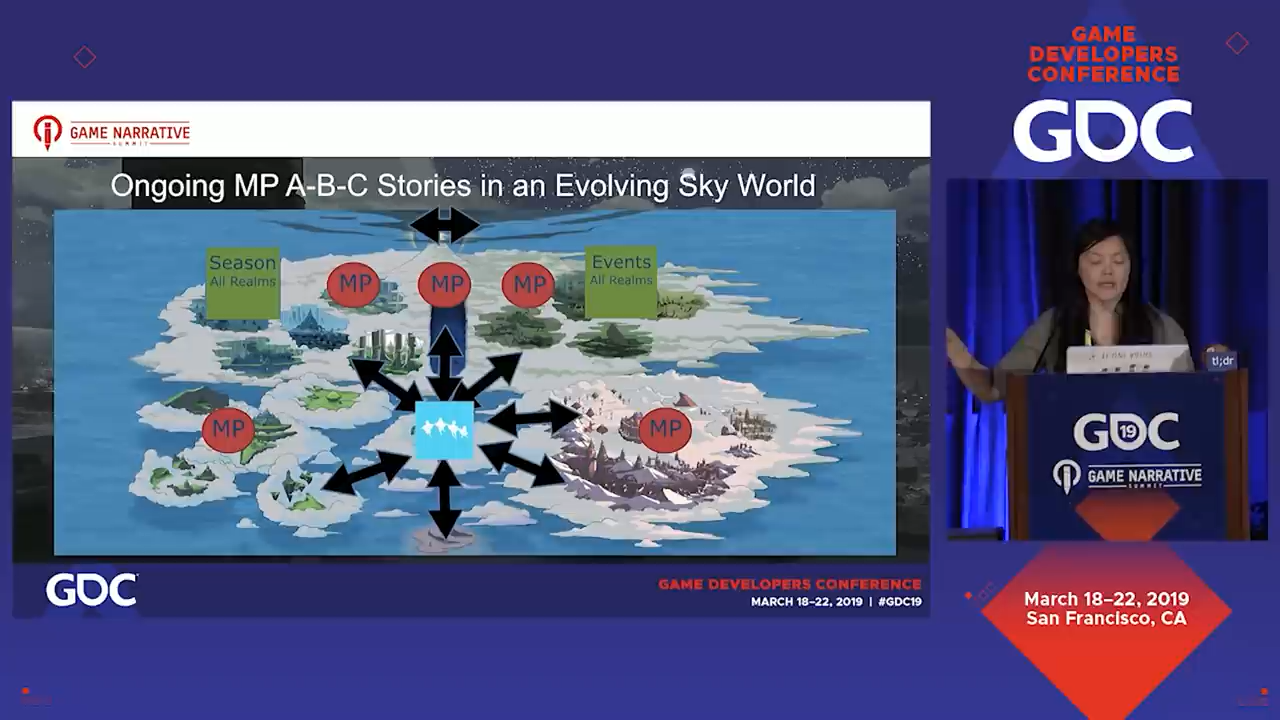 GAME
DEVELOPERS
CONFERENCE
GDC
GAME NARRATIVE
SUMMIT
Ongoing MP A-B-C Stories in an Evolving Sky World
Season
All Realms
MP
MP
MP
Events
All Realms
MP
MP
tl;dr
GDC
19
GAME NARRATIVE
SUMMIT
GDC
GAME DEVELOPERS CONFERENCE
MARCH 18–22, 2019 | #GDC19
March 18–22, 2019
San Francisco, CA